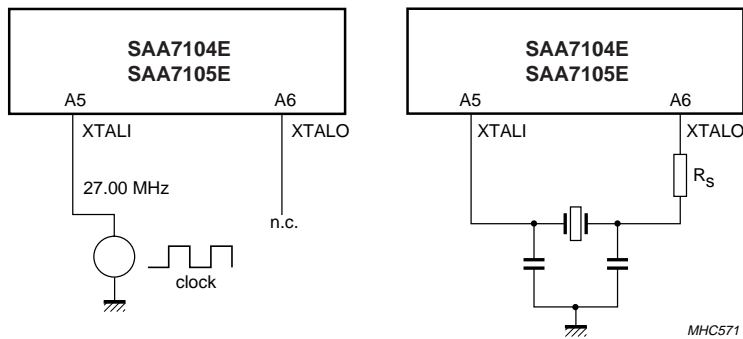 SAA7104E
SAA7105E
A5
A6
XTALI
XTALO
27.00 MHz
n.c.
clock
SAA7104E
SAA7105E
A5
A6
XTALI
XTALO
Rs
MHC571